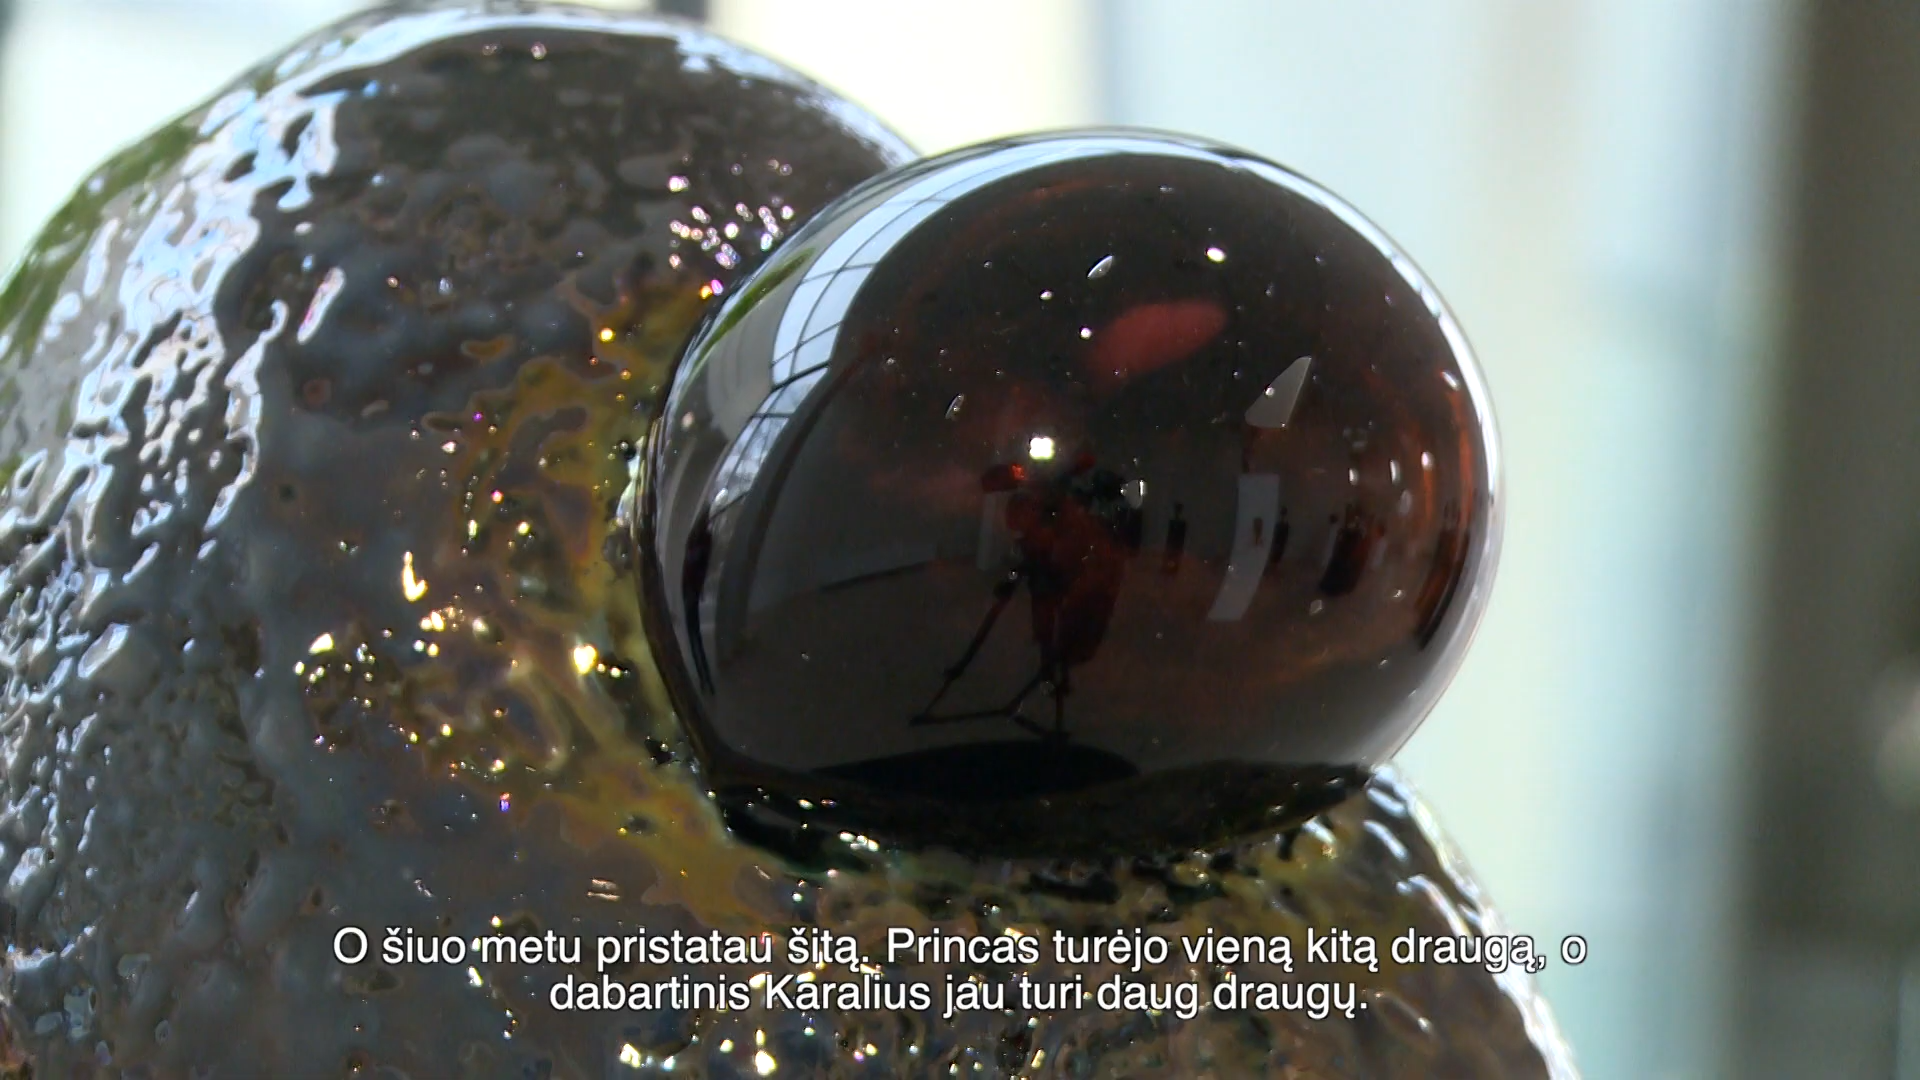 O šiuo metu pristatau šitą. Princas turėjo vieną kitą draugą, o
dabartinis Karalius jau turi daug draugų.